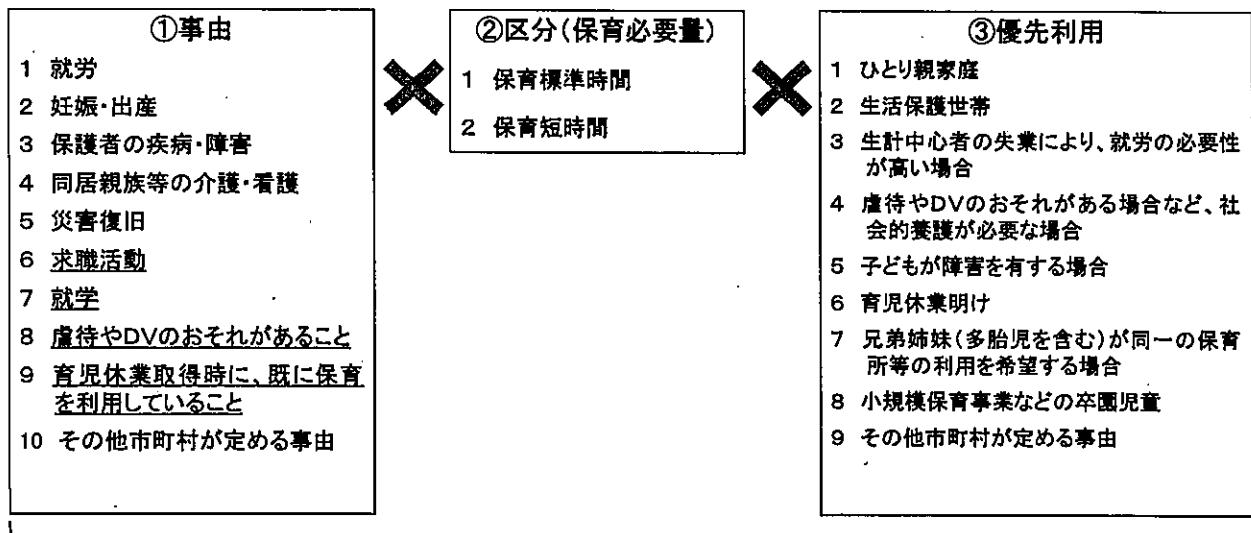 ①事由
1 就労
2 妊娠・出産
3 保護者の疾病・障害
4 同居親族等の介護・看護
5 災害復旧
6 求職活動
7 就学
8 虐待やDVのおそれがあること
9 育児休業取得時に、既に保育
を利用していること
10 その他市町村が定める事由
②区分(保育必要量)
1 保育標準時間
2 保育短時間
③優先利用
1 ひとり親家庭
2 生活保護世帯
3 生計中心者の失業により、就労の必要性
が高い場合
4 虐待やDVのおそれがある場合など、社
会的養護が必要な場合
5 子どもが障害を有する場合
6 育児休業明け
7 兄弟姉妹(多胎児を含む)が同一の保育
所等の利用を希望する場合
8 小規模保育事業などの卒園児童
9 その他市町村が定める事由